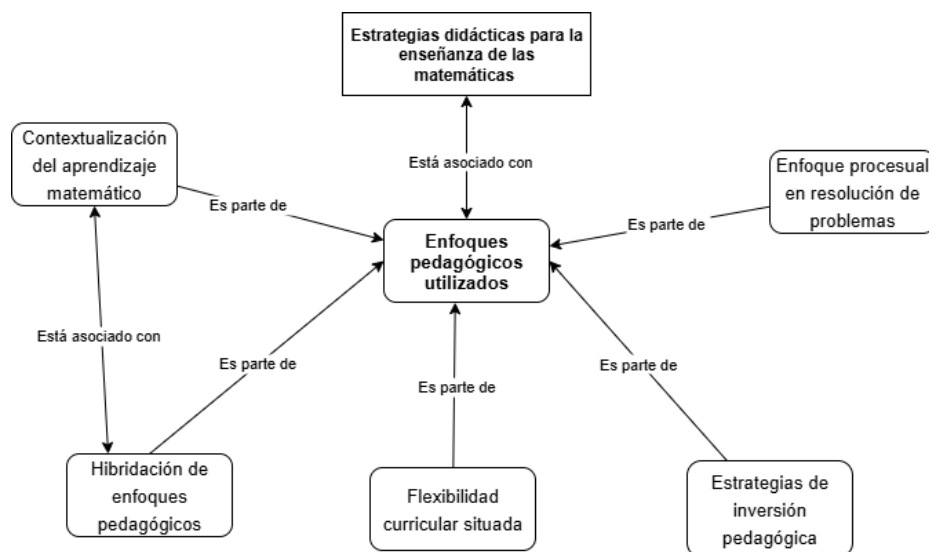 Estrategias didácticas para la
enseñanza de las
matemáticas
Contextualización
del aprendizaje
matemático
Está asociado con
Enfoque procesual
en resolución de
problemas
Es parte de
Es parte de
Enfoques
pedagógicos
utilizados
Está asociado con
Es parte de
Es parte de
Es parte de
Hibridación de
enfoques
pedagógicos
Flexibilidad
curricular situada
Estrategias de
inversión
pedagógica